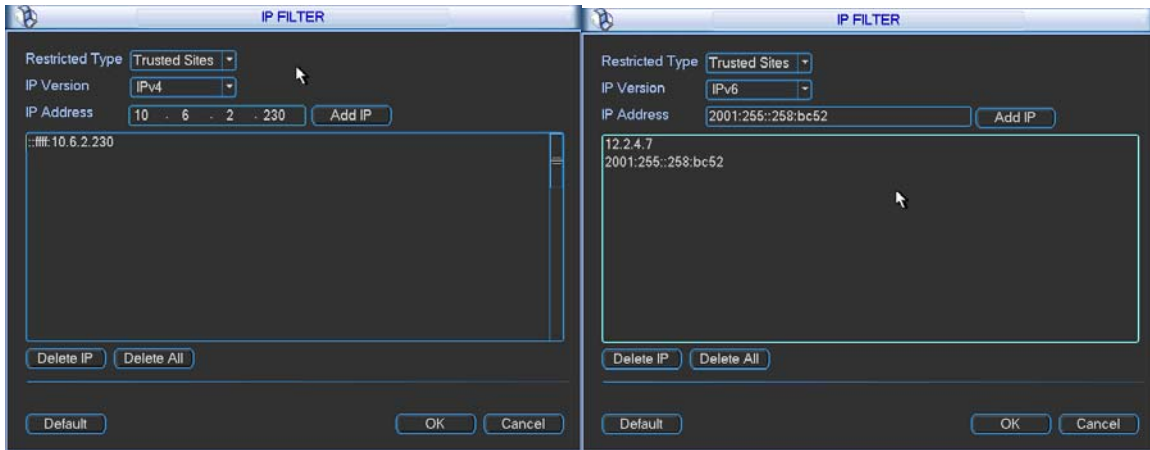 IP FILTER
Restricted Type Trusted Sites
IP Version IPv4
IP Address 10 . 6 . 2 . 230 Add IP
::ffff:10.6.2.230
Delete IP Delete All
Default OK Cancel
IP FILTER
Restricted Type Trusted Sites
IP Version IPv6
IP Address 2001:255::258:bc52 Add IP
12.2.4.7
2001:255::258:bc52
Delete IP Delete All
Default OK Cancel